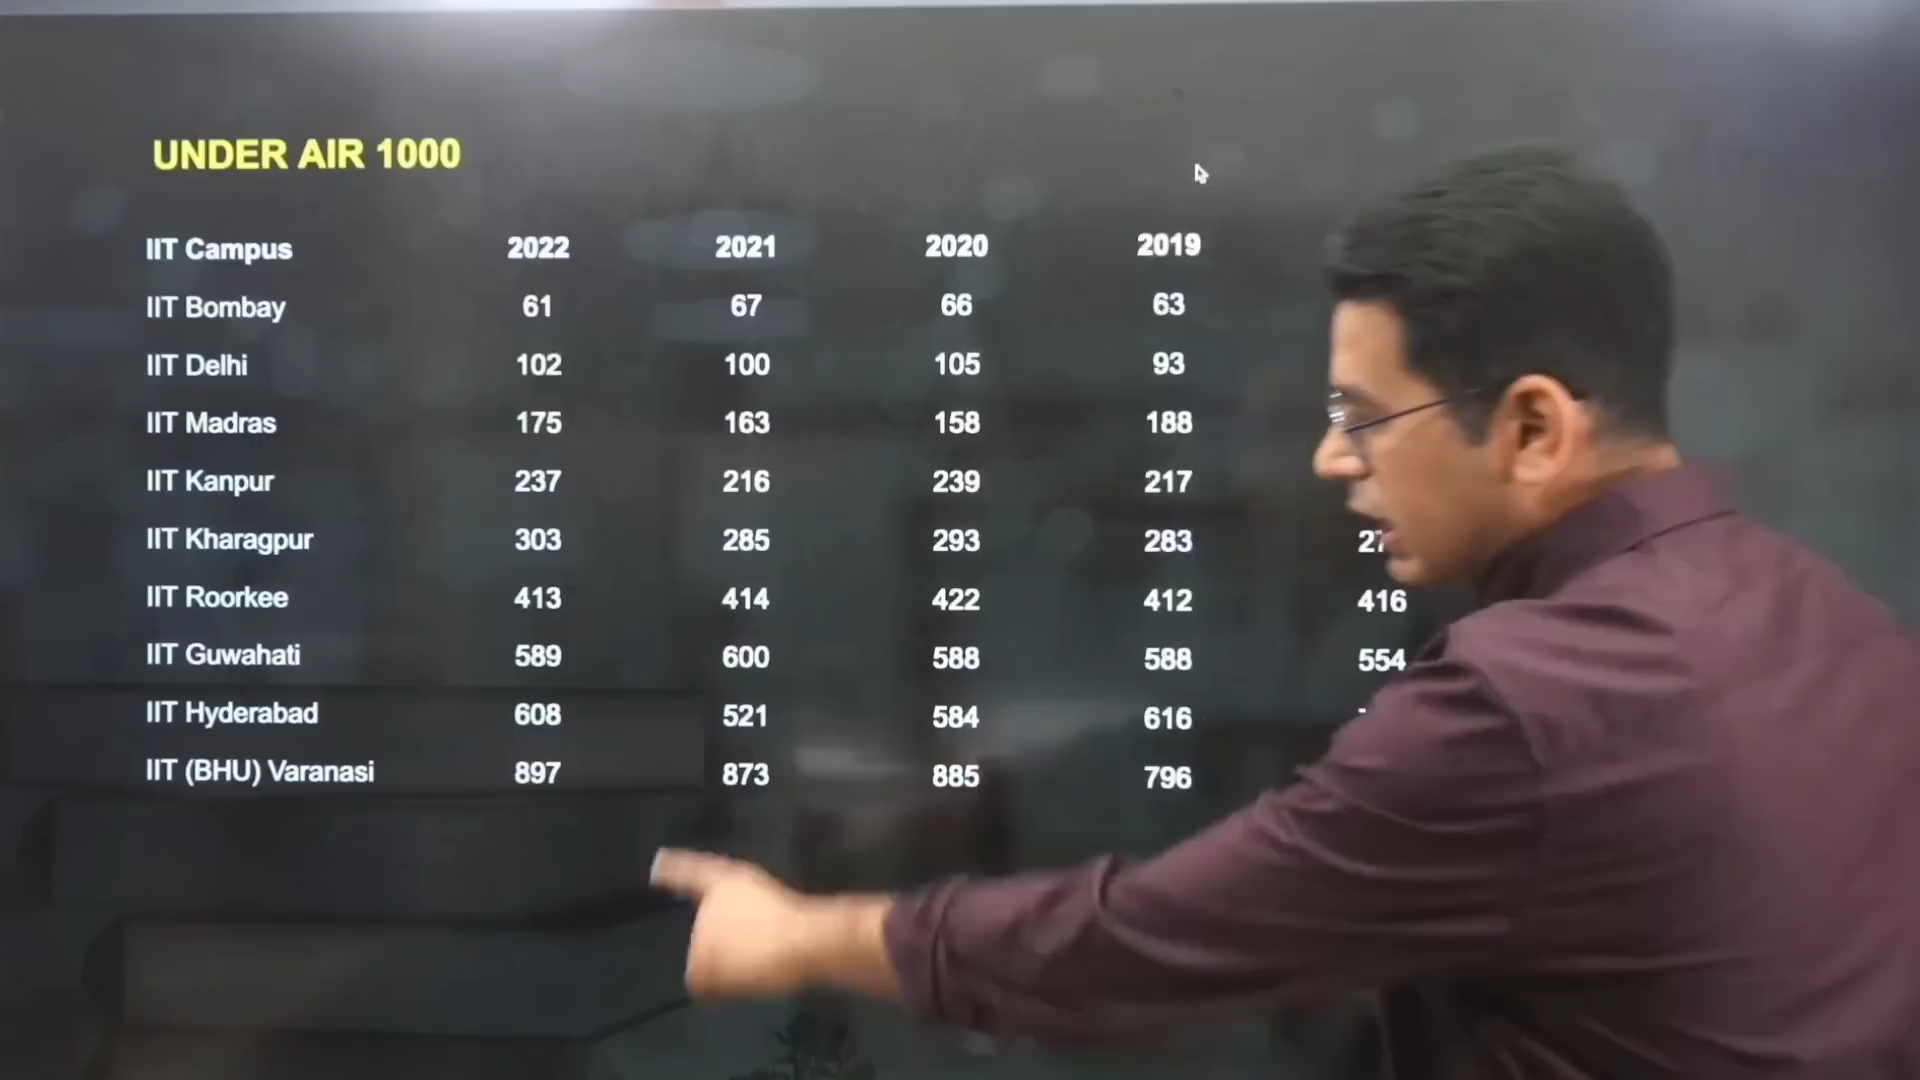 UNDER AIR 1000
IIT Campus 2022 2021 2020 2019
IIT Bombay 61 67 66 63
IIT Delhi 102 100 105 93
IIT Madras 175 163 158 188
IIT Kanpur 237 216 239 217
IIT Kharagpur 303 285 293 283
IIT Roorkee 413 414 422 412 416
IIT Guwahati 589 600 588 588 554
IIT Hyderabad 608 521 584 616
IIT (BHU) Varanasi 897 873 885 796